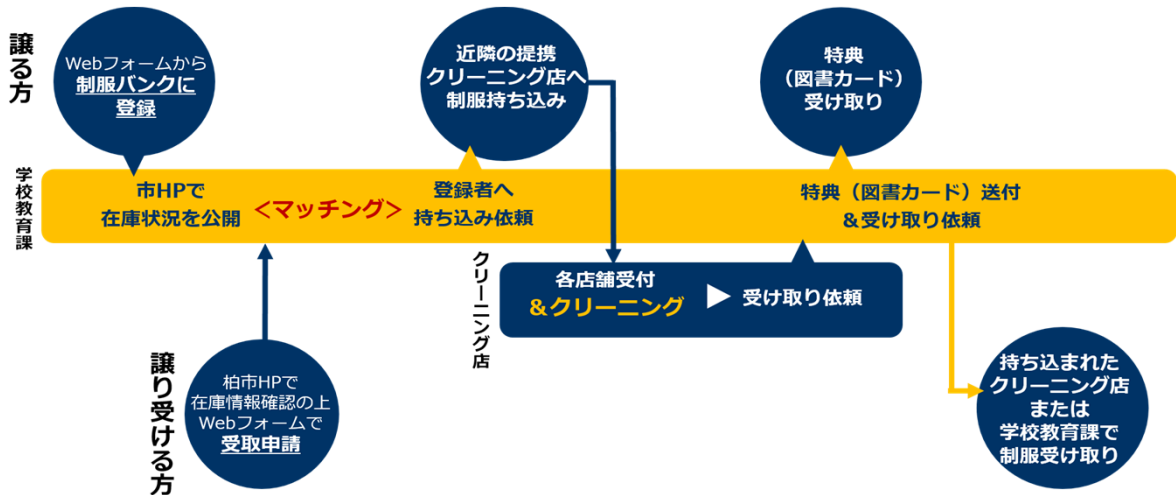 譲る方
Webフォームから
制服バンクに
登録
近隣の提携
クリーニング店へ
制服持ち込み
特典
（図書カード）
受け取り
学校教育課
市HPで
在庫状況を公開
＜マッチング＞
登録者へ
持ち込み依頼
特典（図書カード）送付
＆受け取り依頼
クリーニング店
各店舗受付
＆クリーニング
受け取り依頼
譲り受ける方
柏市HPで
在庫情報確認の上
Webフォームで
受取申請
持ち込まれた
クリーニング店
または
学校教育課で
制服受け取り